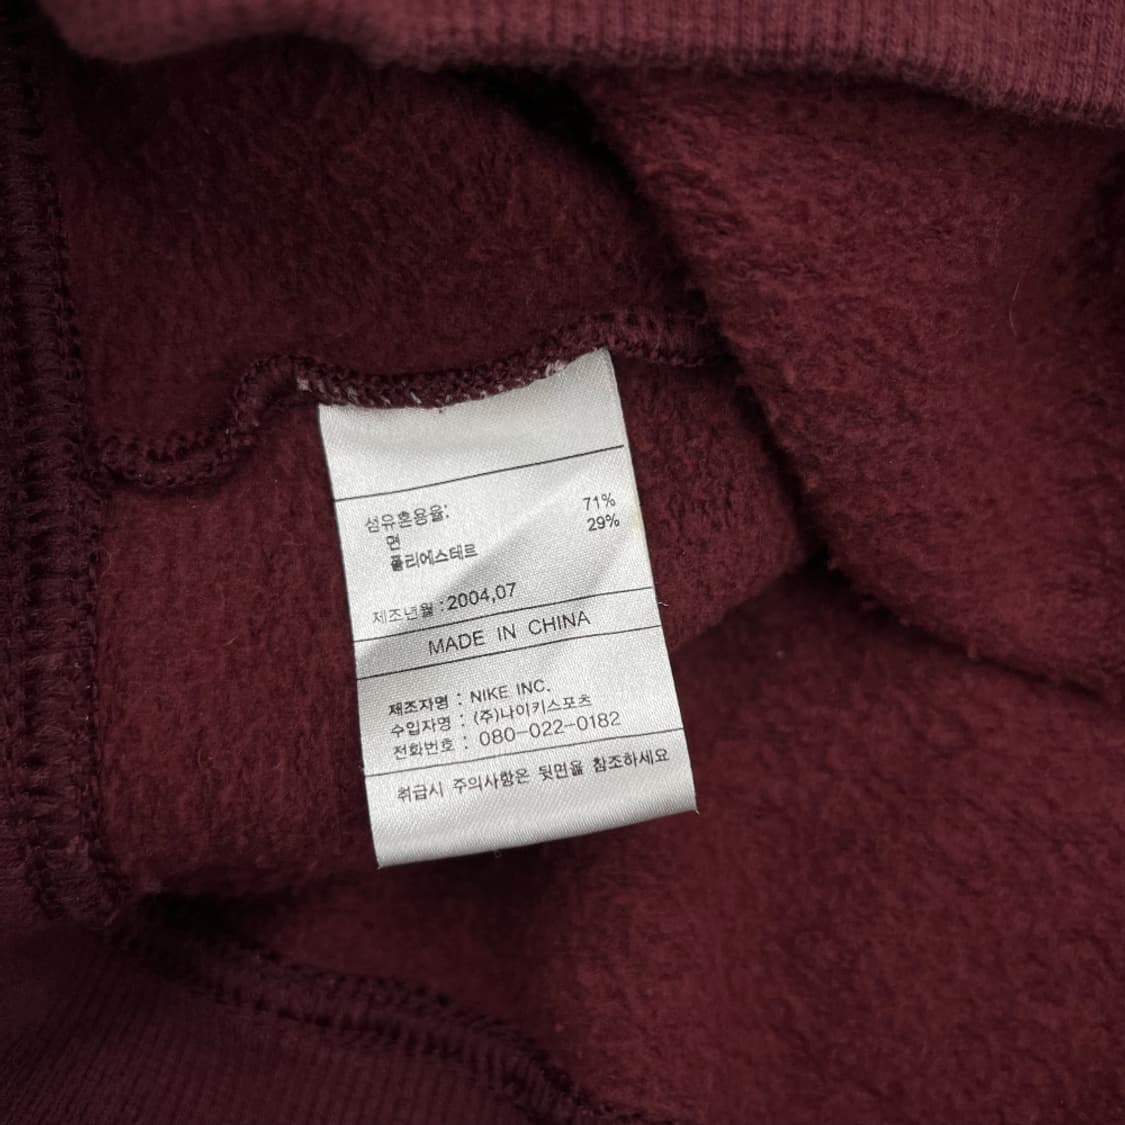 섬유혼용율:
면 71%
폴리에스테르 29%
제조년월:2004,07
MADE IN CHINA
제조자명 : NIKE INC.
수입자명 : (주)나이키스포츠
전화번호 : 080-022-0182
취급시 주의사항은 뒷면을 참조하세요